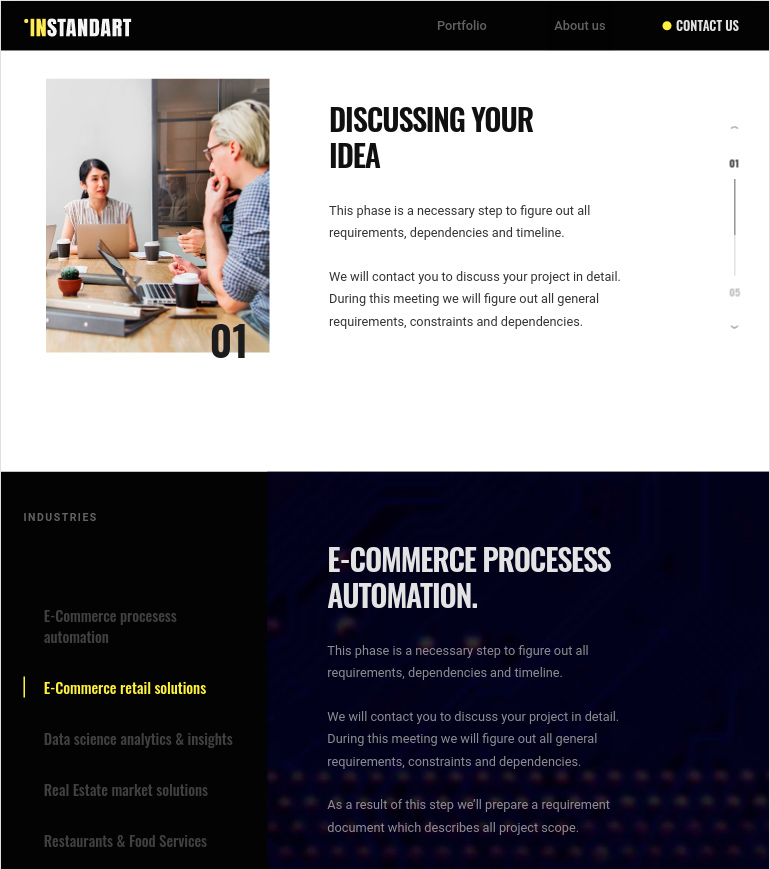 INSTANDART
Portfolio
About us
CONTACT US
DISCUSSING YOUR
IDEA
This phase is a necessary step to figure out all
requirements, dependencies and timeline.
We will contact you to discuss your project in detail.
During this meeting we will figure out all general
requirements, constraints and dependencies.
01
01
05
INDUSTRIES
E-Commerce procesess
automation
E-Commerce retail solutions
Data science analytics & insights
Real Estate market solutions
Restaurants & Food Services
E-COMMERCE PROCESESS
AUTOMATION.
This phase is a necessary step to figure out all
requirements, dependencies and timeline.
We will contact you to discuss your project in detail.
During this meeting we will figure out all general
requirements, constraints and dependencies.
As a result of this step we’ll prepare a requirement
document which describes all project scope.